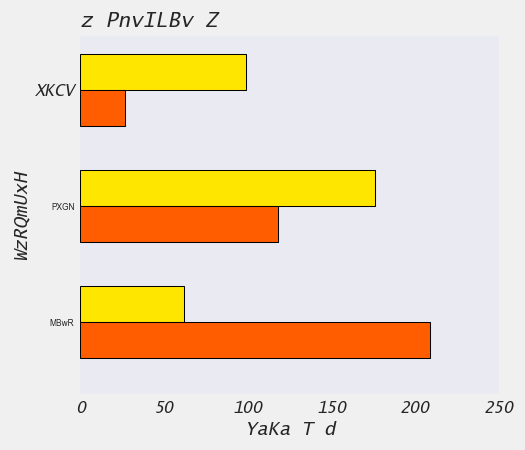 z PnvILBv Z
XKCV
PXGN
MBwR
WzRQmUxH
0 50 100 150 200 250
YaKa T d